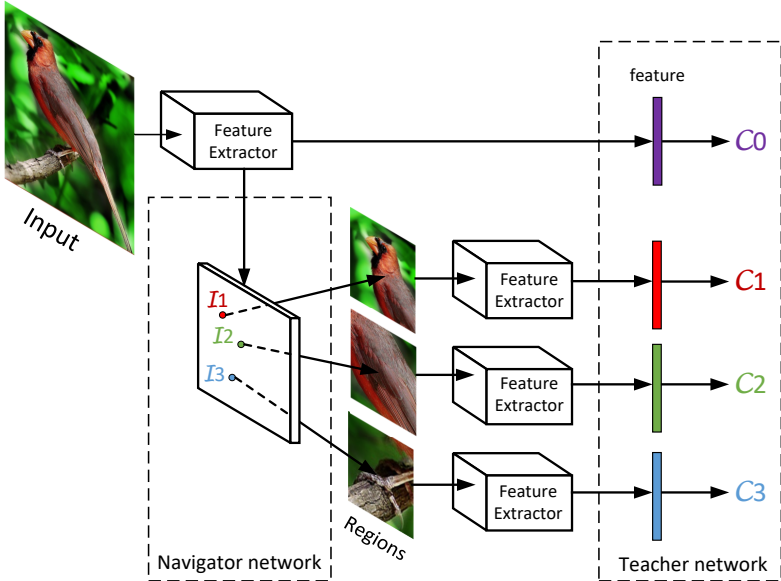 feature
Feature
Extractor
C0
Input
I1
I2
I3
Feature
Extractor
C1
Feature
Extractor
C2
Feature
Extractor
C3
Regions
Navigator network
Teacher network